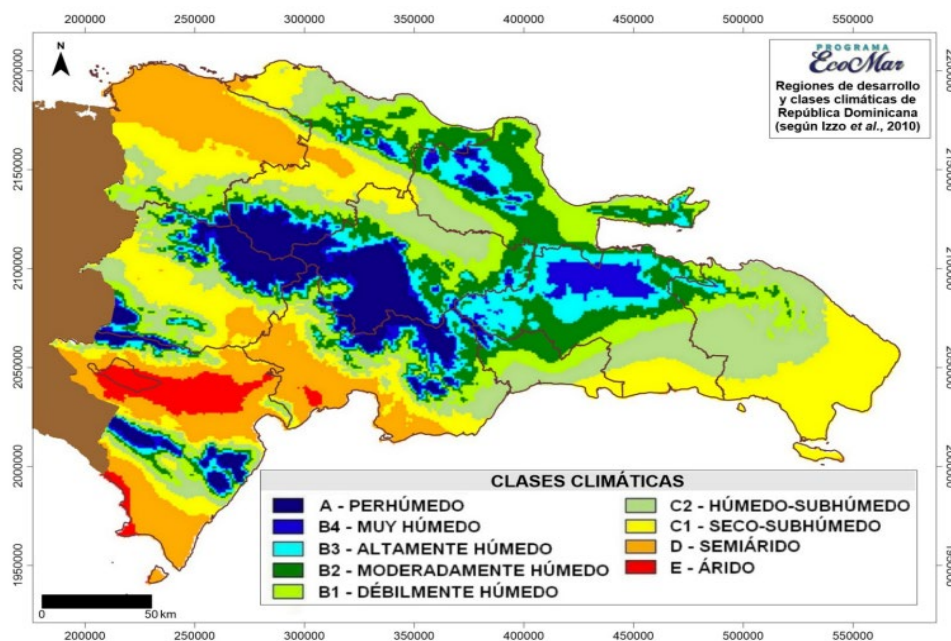 200000 250000 300000 350000 400000 450000 500000 550000
N
PROGRAMA
EcoMar
Regiones de desarrollo
y clases climáticas de
República Dominicana
(según Izzo et al., 2010)
2200000
2150000
2100000
2050000
2000000
1950000
CLASES CLIMÁTICAS
A - PERHÚMEDO
B4 - MUY HÚMEDO
B3 - ALTAMENTE HÚMEDO
B2 - MODERADAMENTE HÚMEDO
B1 - DÉBILMENTE HÚMEDO
C2 - HÚMEDO-SUBHÚMEDO
C1 - SECO-SUBHÚMEDO
D - SEMIÁRIDO
E - ÁRIDO
0 50 km
200000 250000 300000 350000 400000 450000 500000 550000